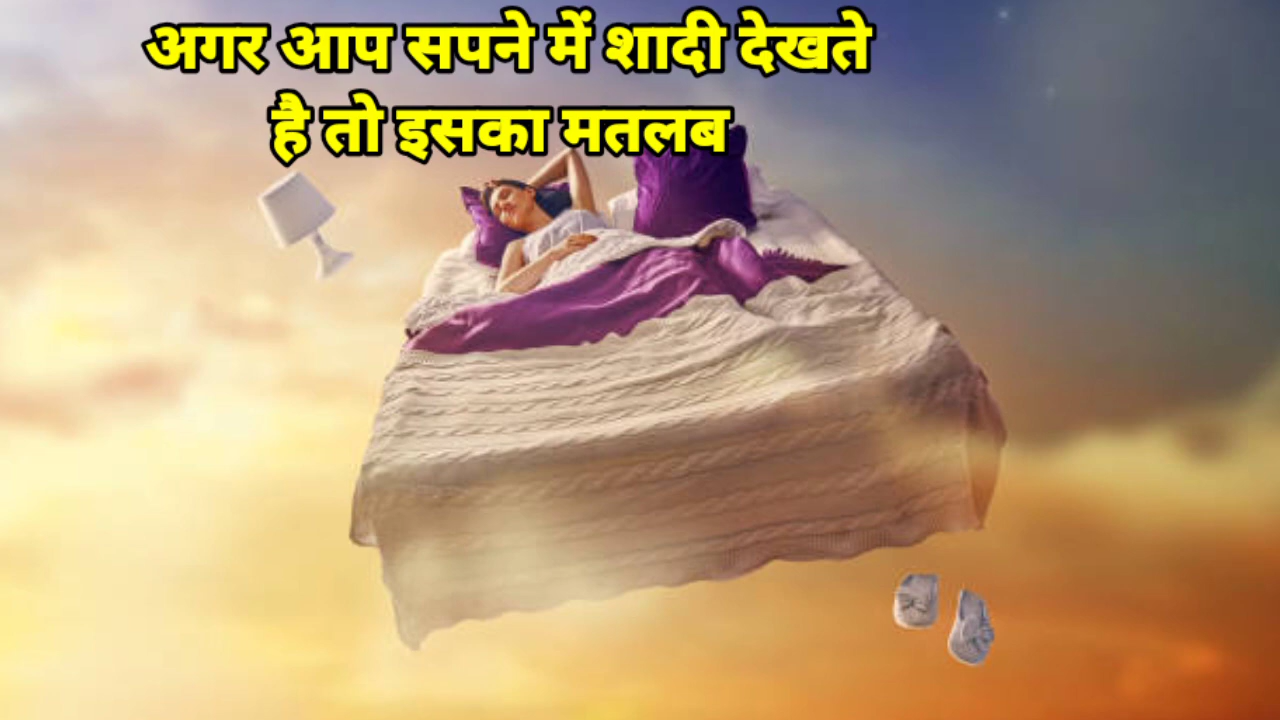 अगर आप सपने में शादी देखते
है तो इसका मतलब